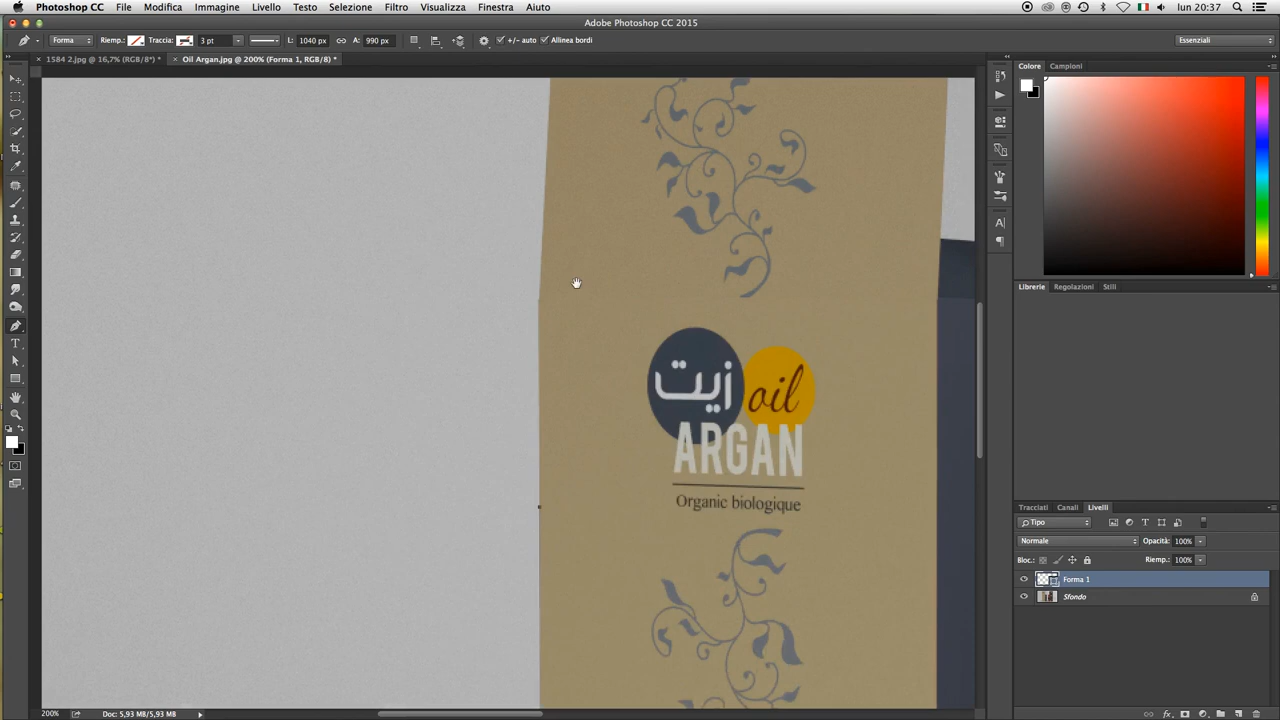 Photoshop CC File Modifica Immagine Livello Testo Selezione Filtro Visualizza Finestra Aiuto lun 20:37
Adobe Photoshop CC 2015
Forma Riemp.: Traccia: 3 pt L: 1040 px A: 990 px +/- auto Allinea bordi Essenziali
× 1584 2.jpg @ 16,7% (RGB/8*) * × Oil Argan.jpg @ 200% (Forma 1, RGB/8) *
Colore Campioni
زيت
oil
ARGAN
Organic biologique
Librerie Regolazioni Stili
Tracciati Canali Livelli
Tipo
Normale Opacità: 100%
Bloc.: Riemp.: 100%
Forma 1
Sfondo
200% Doc: 5,93 MB/5,93 MB